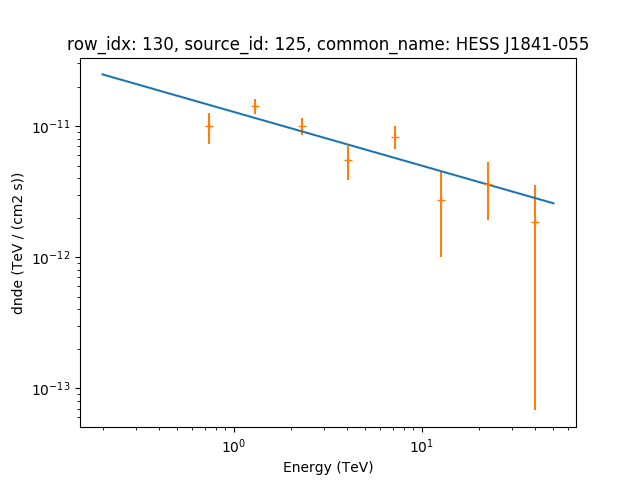 row_idx: 130, source_id: 125, common_name: HESS J1841-055
dnde (TeV / (cm2 s))
10⁻¹¹
10⁻¹²
10⁻¹³
10⁰
10¹
Energy (TeV)